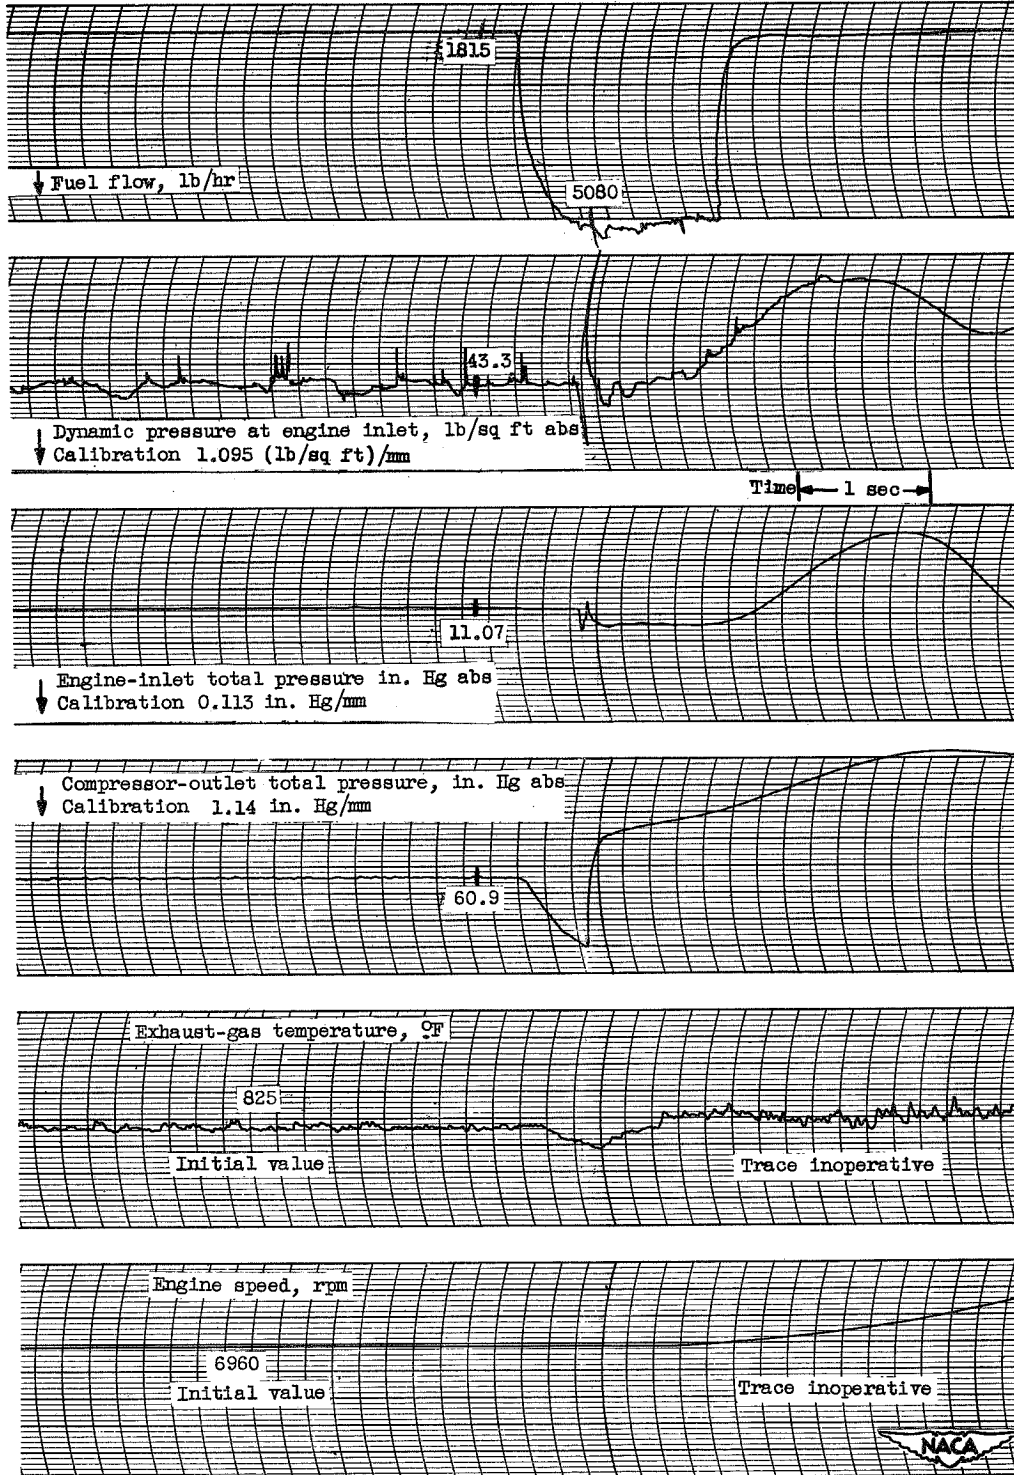 1815
Fuel flow, lb/hr
5080
43.3
Dynamic pressure at engine inlet, lb/sq ft abs
Calibration 1.095 (lb/sq ft)/mm
Time 1 sec
11.07
Engine-inlet total pressure in. Hg abs
Calibration 0.113 in. Hg/mm
Compressor-outlet total pressure, in. Hg abs
Calibration 1.14 in. Hg/mm
60.9
Exhaust-gas temperature, °F
825
Initial value
Trace inoperative
Engine speed, rpm
6960
Initial value
Trace inoperative
NACA